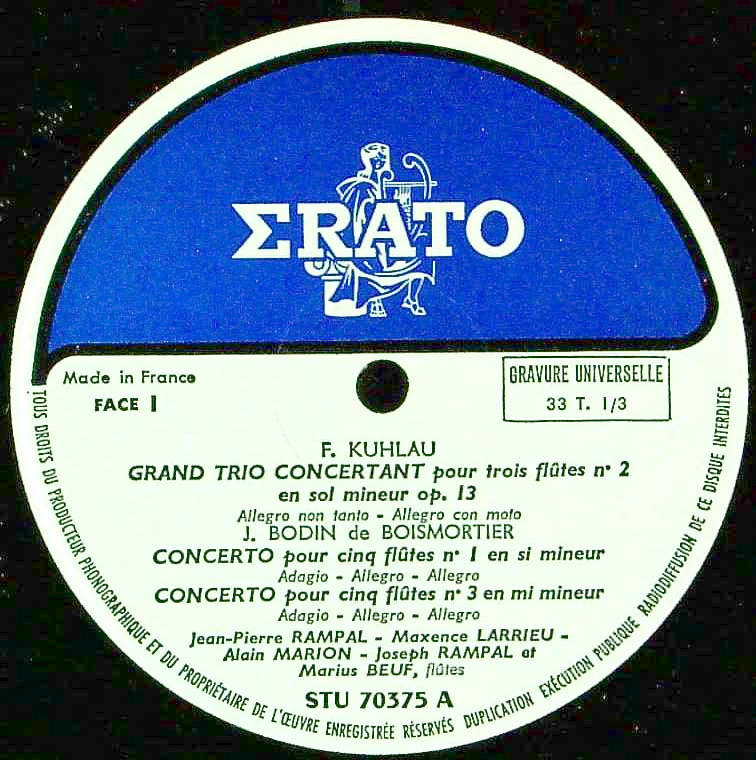 ΣRATO
Made in France
FACE 1
GRAVURE UNIVERSELLE
33 T. 1/3
F. KUHLAU
GRAND TRIO CONCERTANT pour trois flûtes n° 2
en sol mineur op. 13
Allegro non tanto - Allegro con moto
J. BODIN de BOISMORTIER
CONCERTO pour cinq flûtes n° 1 en si mineur
Adagio - Allegro - Allegro
CONCERTO pour cinq flûtes n° 3 en mi mineur
Adagio - Allegro - Allegro
Jean-Pierre RAMPAL - Maxence LARRIEU -
Alain MARION - Joseph RAMPAL et
Marius BEUF, flûtes
STU 70375 A
TOUS DROITS DU PRODUCTEUR PHONOGRAPHIQUE ET DU PROPRIÉTAIRE DE L'ŒUVRE ENREGISTRÉE RÉSERVÉS DUPLICATION EXÉCUTION PUBLIQUE RADIODIFFUSION DE CE DISQUE INTERDITES